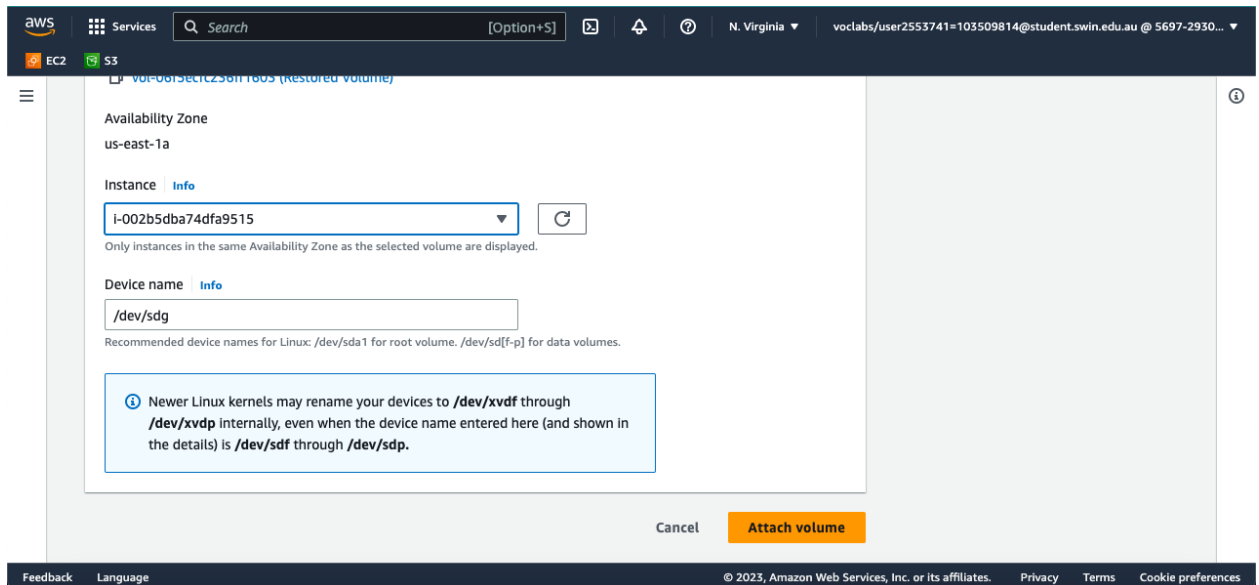 aws Services Search [Option+S] N. Virginia voclabs/user2553741=103509814@student.swin.edu.au @ 5697-2930...
EC2 S3
vol-06f5ecfc236ff1603 (Restored Volume)
Availability Zone
us-east-1a
Instance Info
i-002b5dba74dfa9515
Only instances in the same Availability Zone as the selected volume are displayed.
Device name Info
/dev/sdg
Recommended device names for Linux: /dev/sda1 for root volume. /dev/sd[f-p] for data volumes.
Newer Linux kernels may rename your devices to /dev/xvdf through
/dev/xvdp internally, even when the device name entered here (and shown in
the details) is /dev/sdf through /dev/sdp.
Cancel Attach volume
Feedback Language © 2023, Amazon Web Services, Inc. or its affiliates. Privacy Terms Cookie preferences